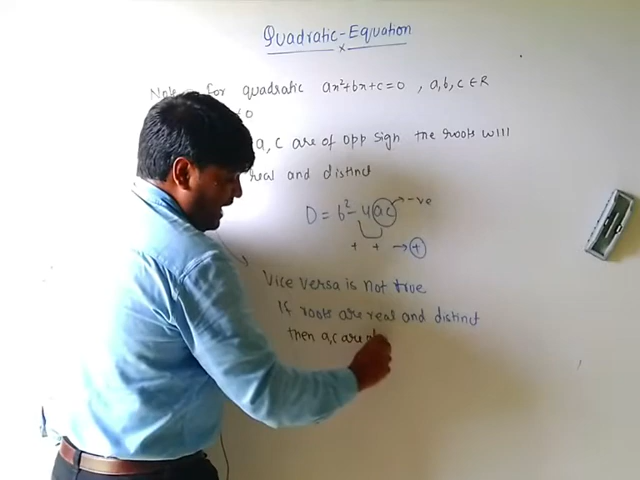 Quadratic-Equation
x
Note for quadratic ax²+bx+c=0 , a,b,c ∈ R
a, c are of opp sign the roots will
real and distinct
D = b²-4ac → -ve
+ + → +
Vice versa is not true
If roots are real and distinct
then a,c are